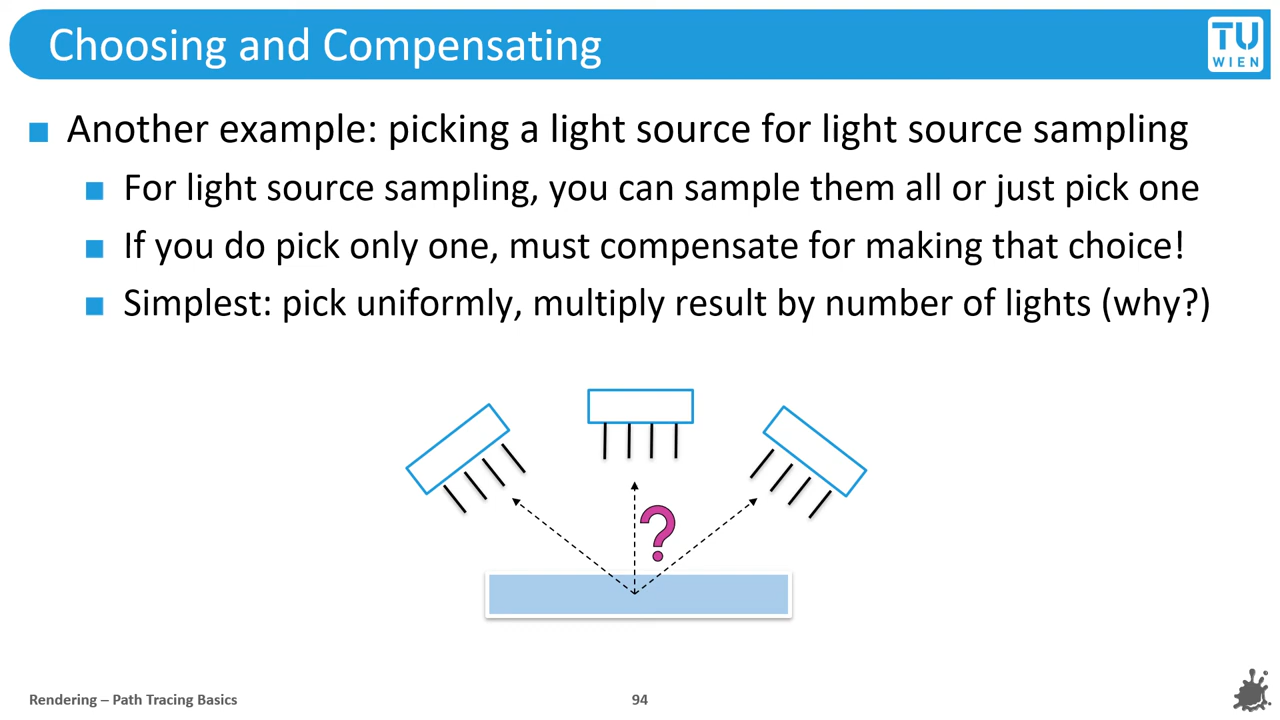 Choosing and Compensating
TU
WIEN
Another example: picking a light source for light source sampling
For light source sampling, you can sample them all or just pick one
If you do pick only one, must compensate for making that choice!
Simplest: pick uniformly, multiply result by number of lights (why?)
?
Rendering – Path Tracing Basics
94